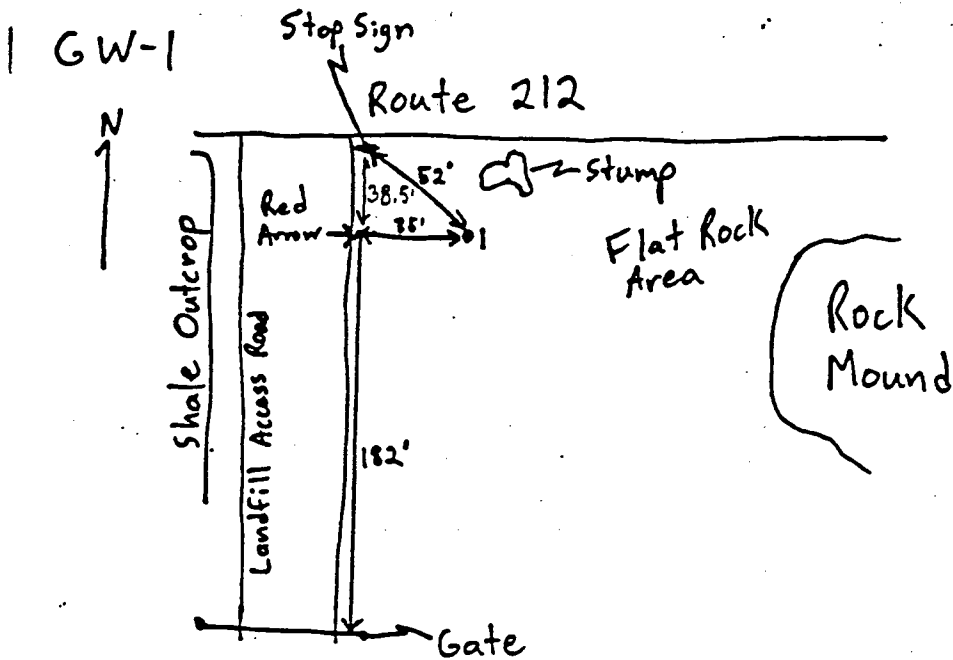 1 GW-1
Stop Sign
Route 212
N
52'
Stump
38.5'
Red
Arrow
35'
1
Flat Rock
Area
Shale Outcrop
Landfill Access Road
Rock
Mound
182'
Gate